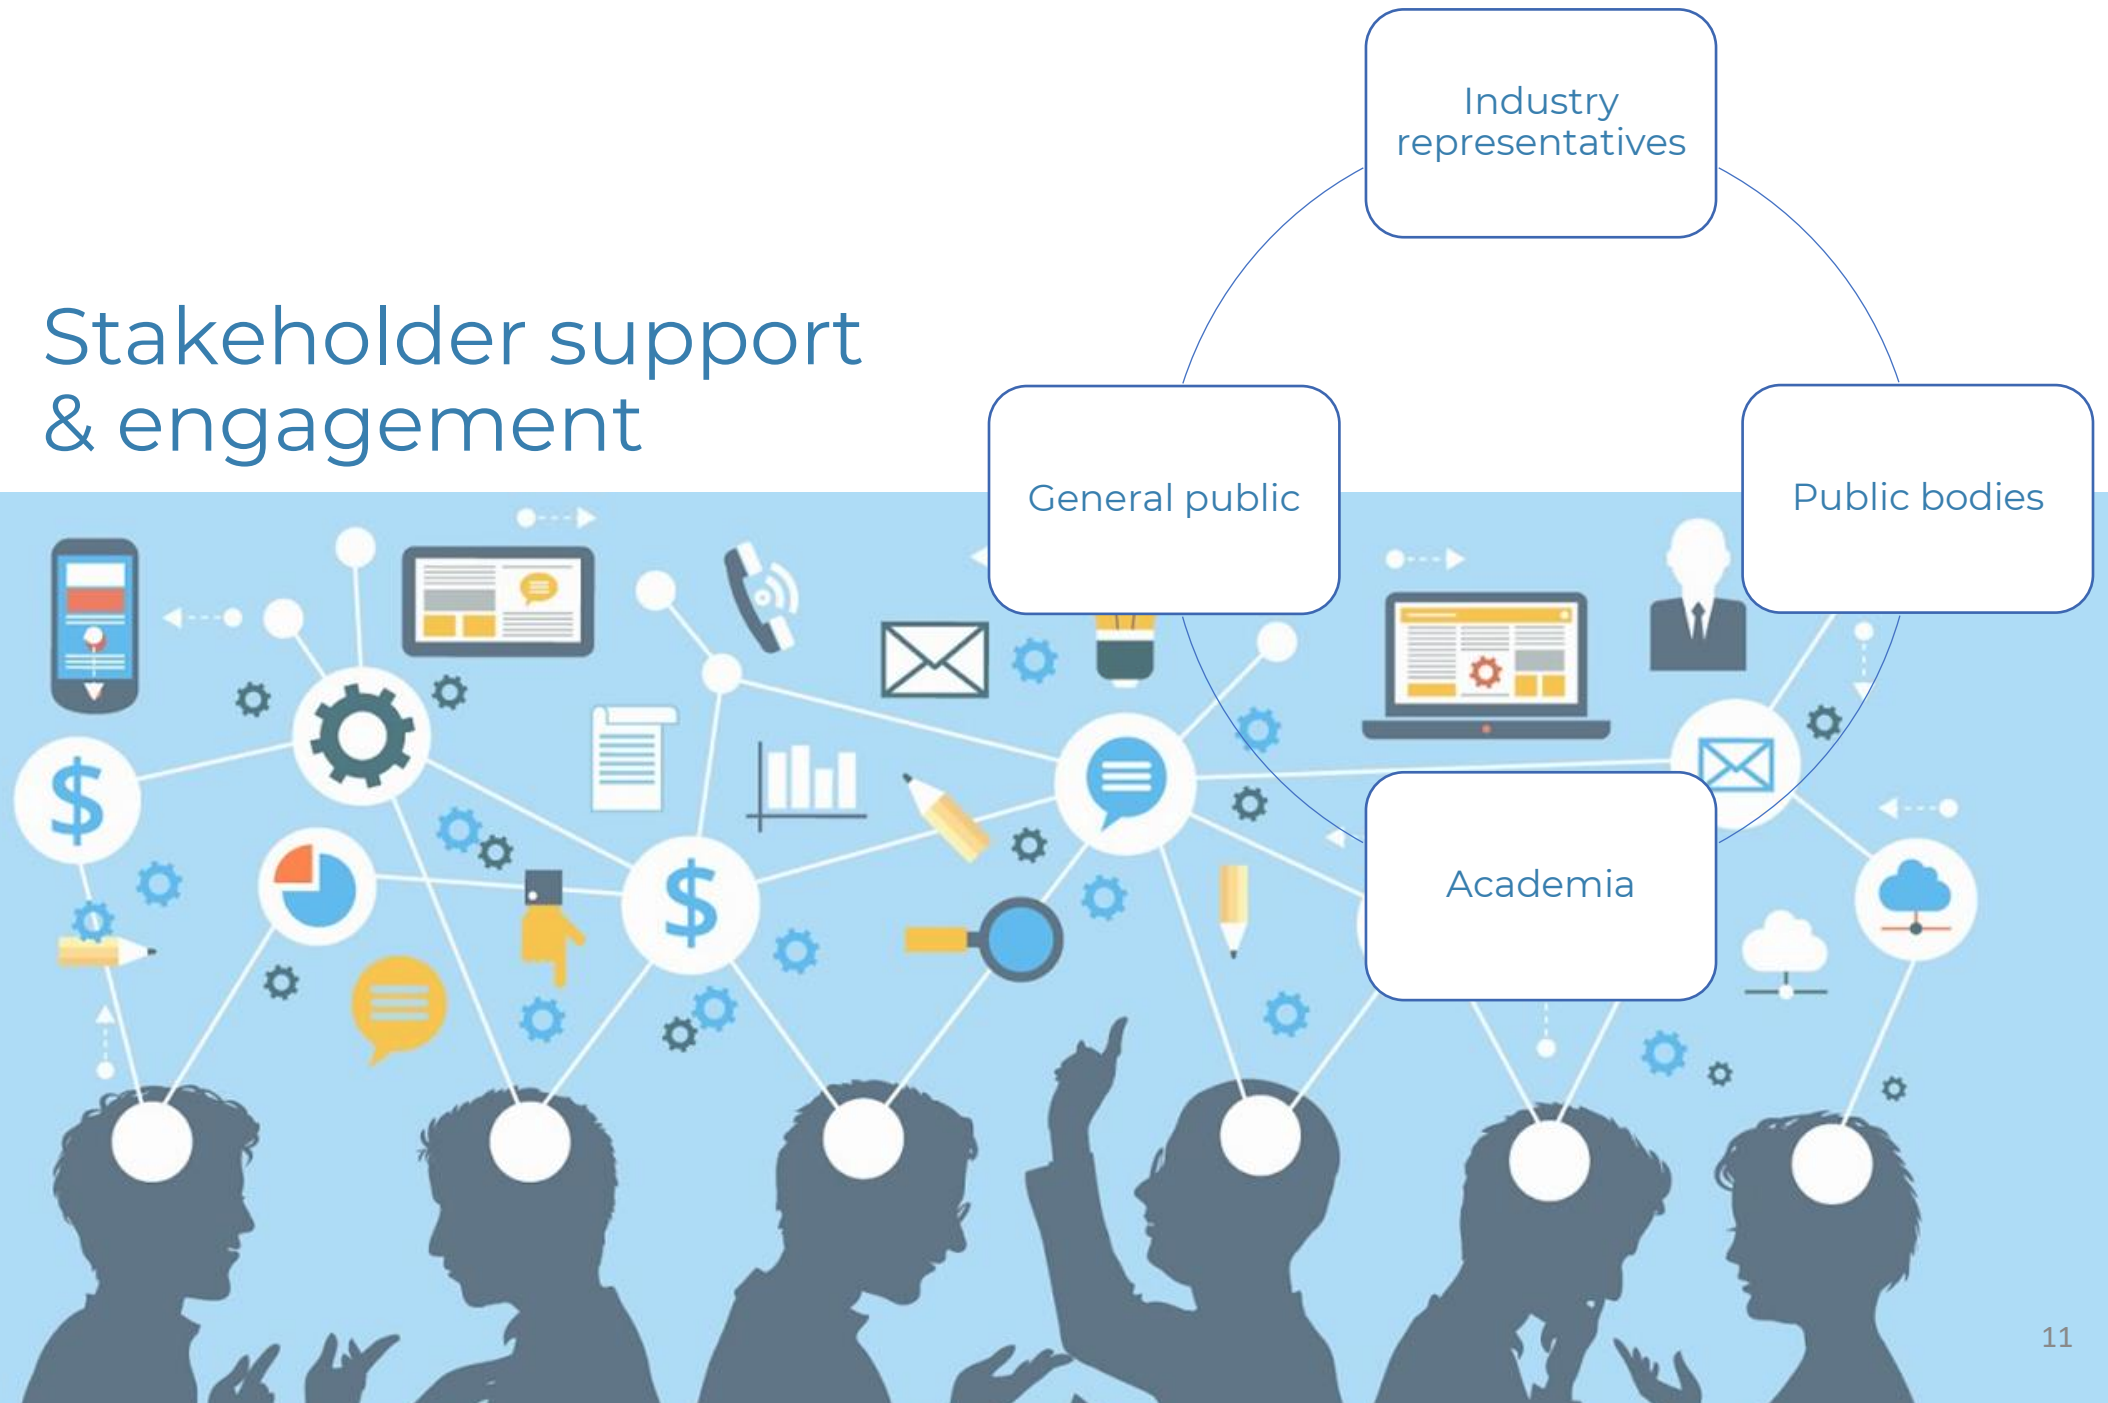 Stakeholder support
& engagement
Industry
representatives
General public
Public bodies
Academia
$
$
11